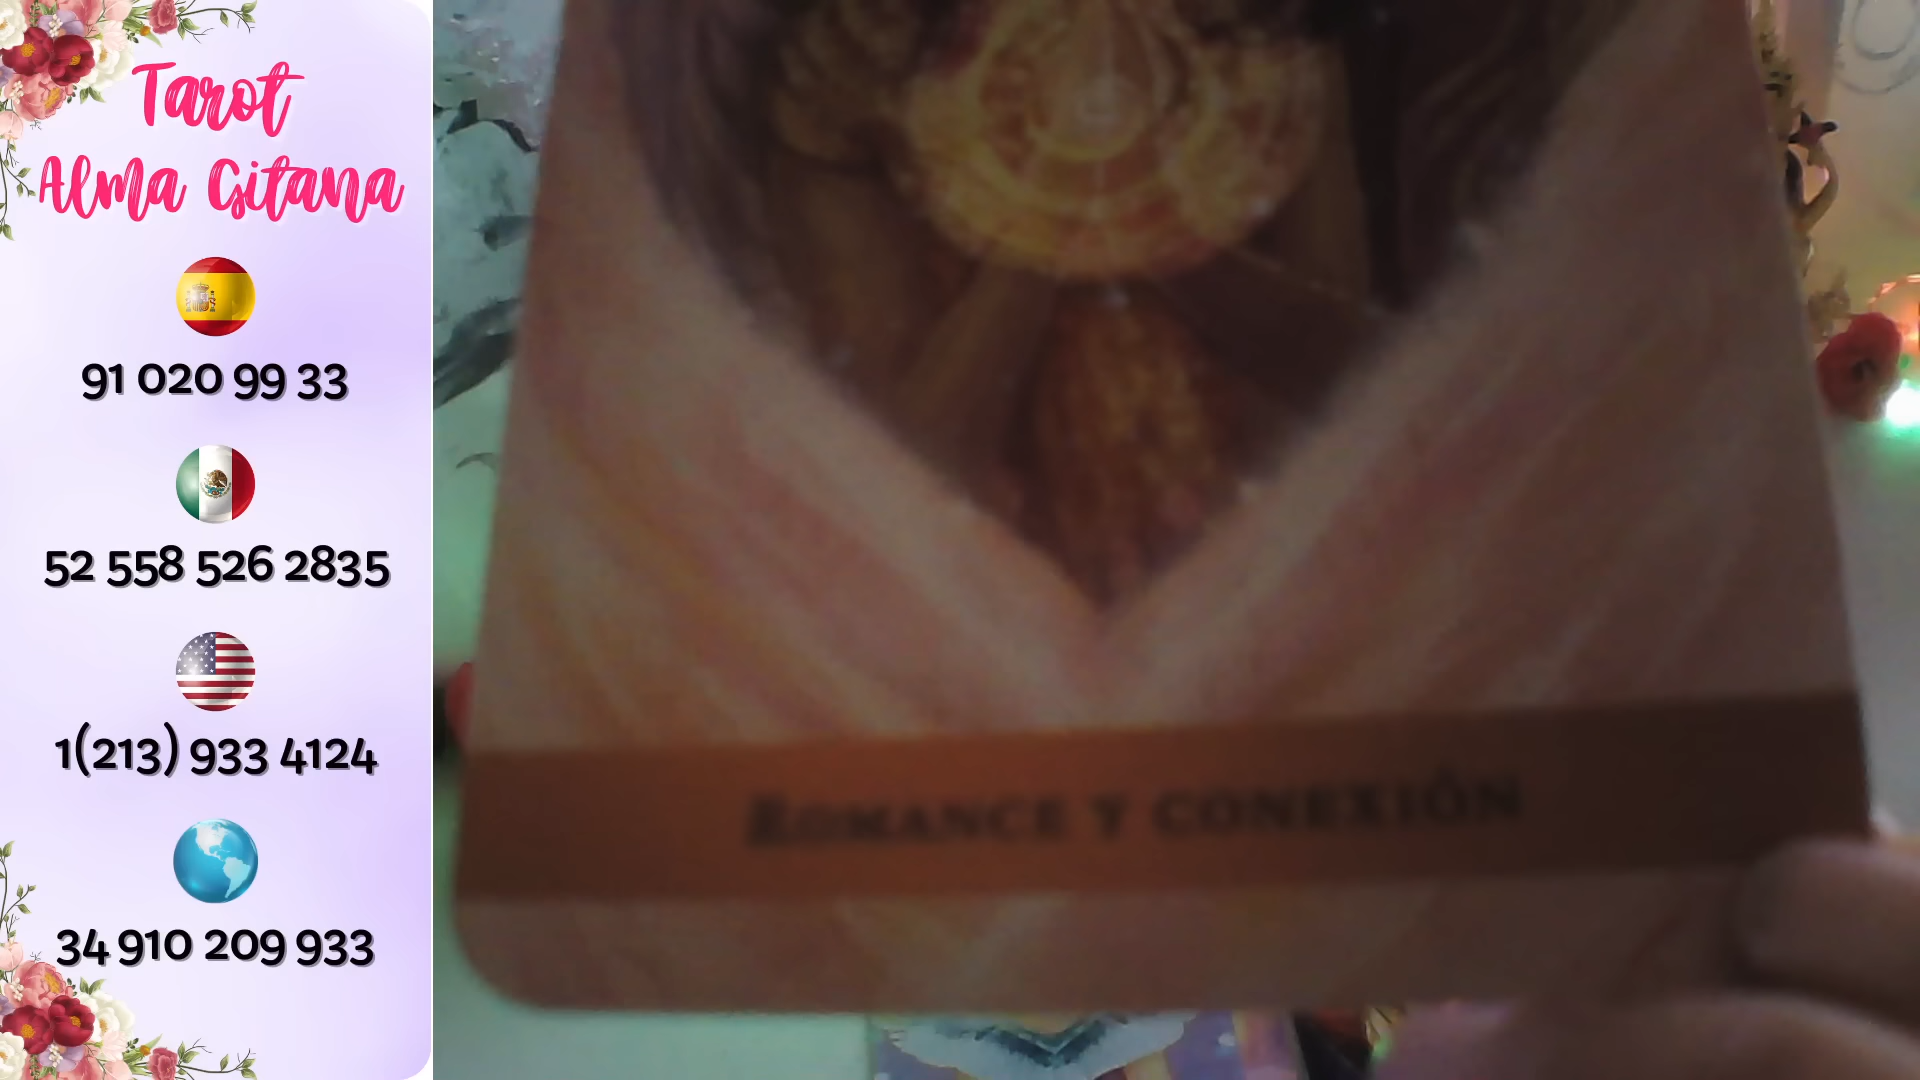 Tarot
Alma Gitana
91 020 99 33
52 558 526 2835
1(213) 933 4124
34 910 209 933
ROMANCE Y CONEXIÓN